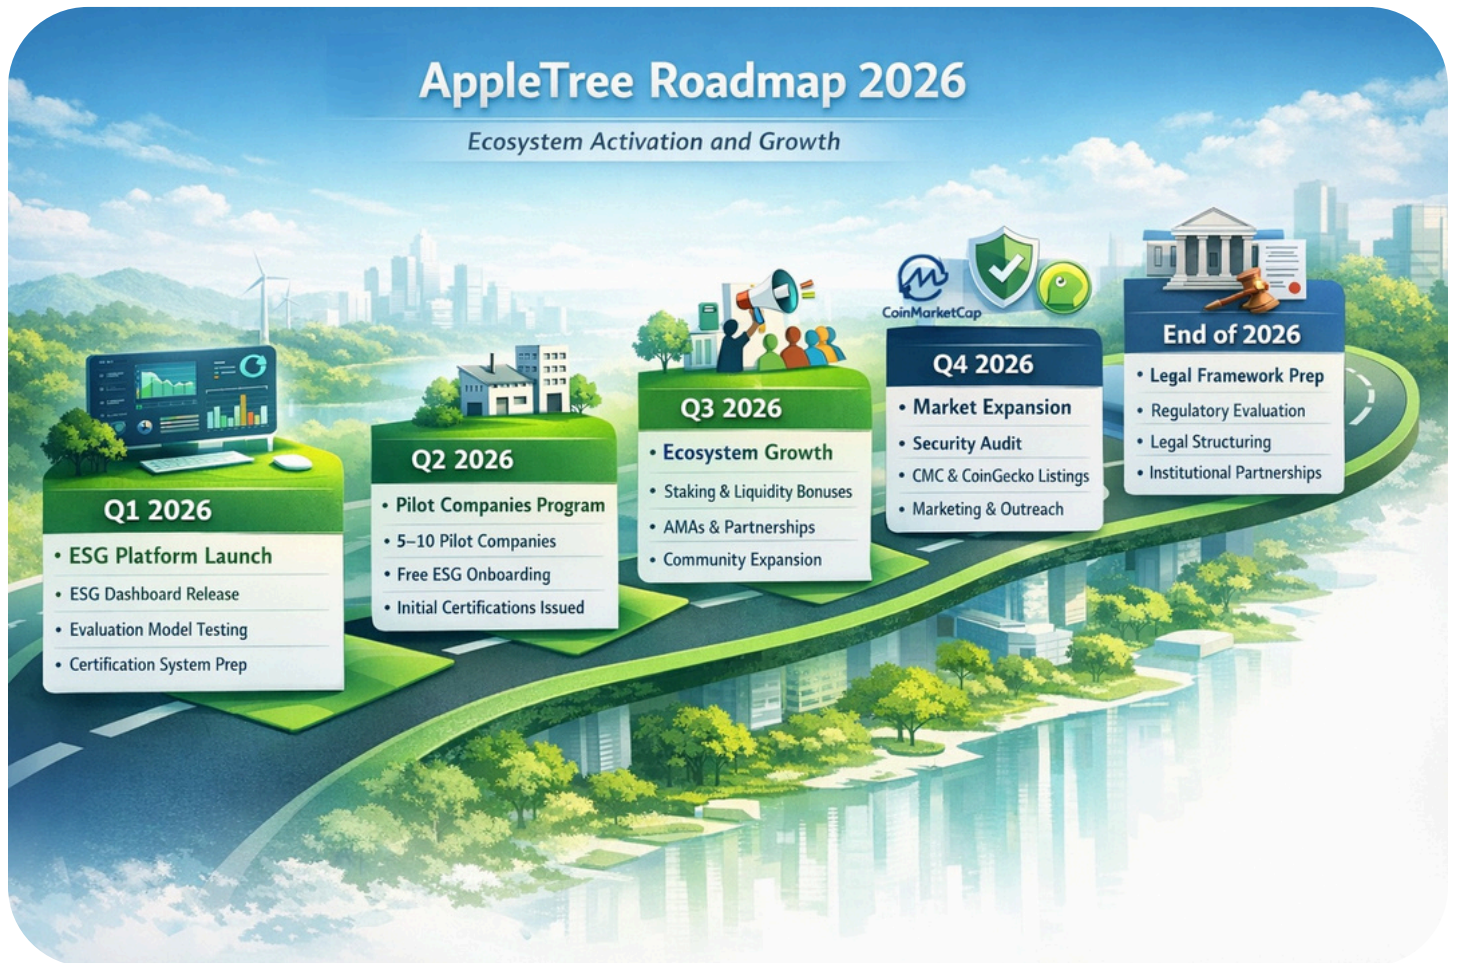 AppleTree Roadmap 2026
Ecosystem Activation and Growth
Q1 2026
• ESG Platform Launch
• ESG Dashboard Release
• Evaluation Model Testing
• Certification System Prep
Q2 2026
• Pilot Companies Program
• 5–10 Pilot Companies
• Free ESG Onboarding
• Initial Certifications Issued
Q3 2026
• Ecosystem Growth
• Staking & Liquidity Bonuses
• AMAs & Partnerships
• Community Expansion
CoinMarketCap
Q4 2026
• Market Expansion
• Security Audit
• CMC & CoinGecko Listings
• Marketing & Outreach
End of 2026
• Legal Framework Prep
• Regulatory Evaluation
• Legal Structuring
• Institutional Partnerships